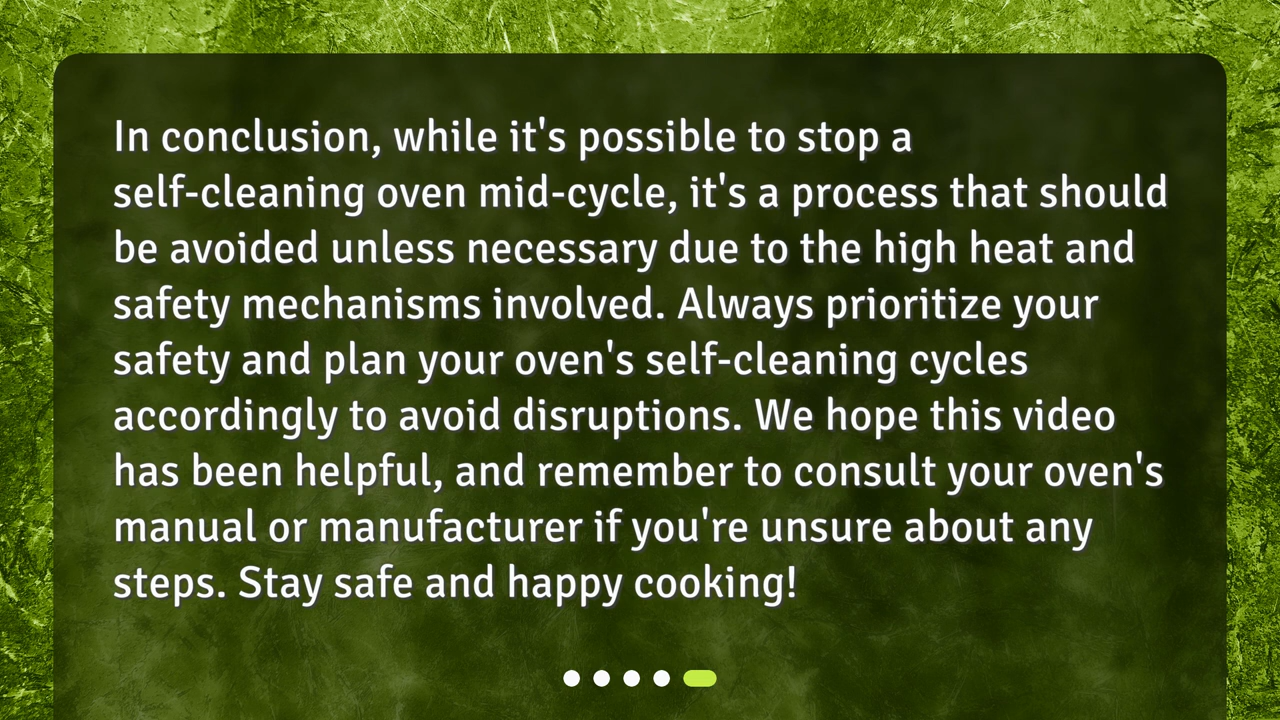 In conclusion, while it's possible to stop a
self-cleaning oven mid-cycle, it's a process that should
be avoided unless necessary due to the high heat and
safety mechanisms involved. Always prioritize your
safety and plan your oven's self-cleaning cycles
accordingly to avoid disruptions. We hope this video
has been helpful, and remember to consult your oven's
manual or manufacturer if you're unsure about any
steps. Stay safe and happy cooking!